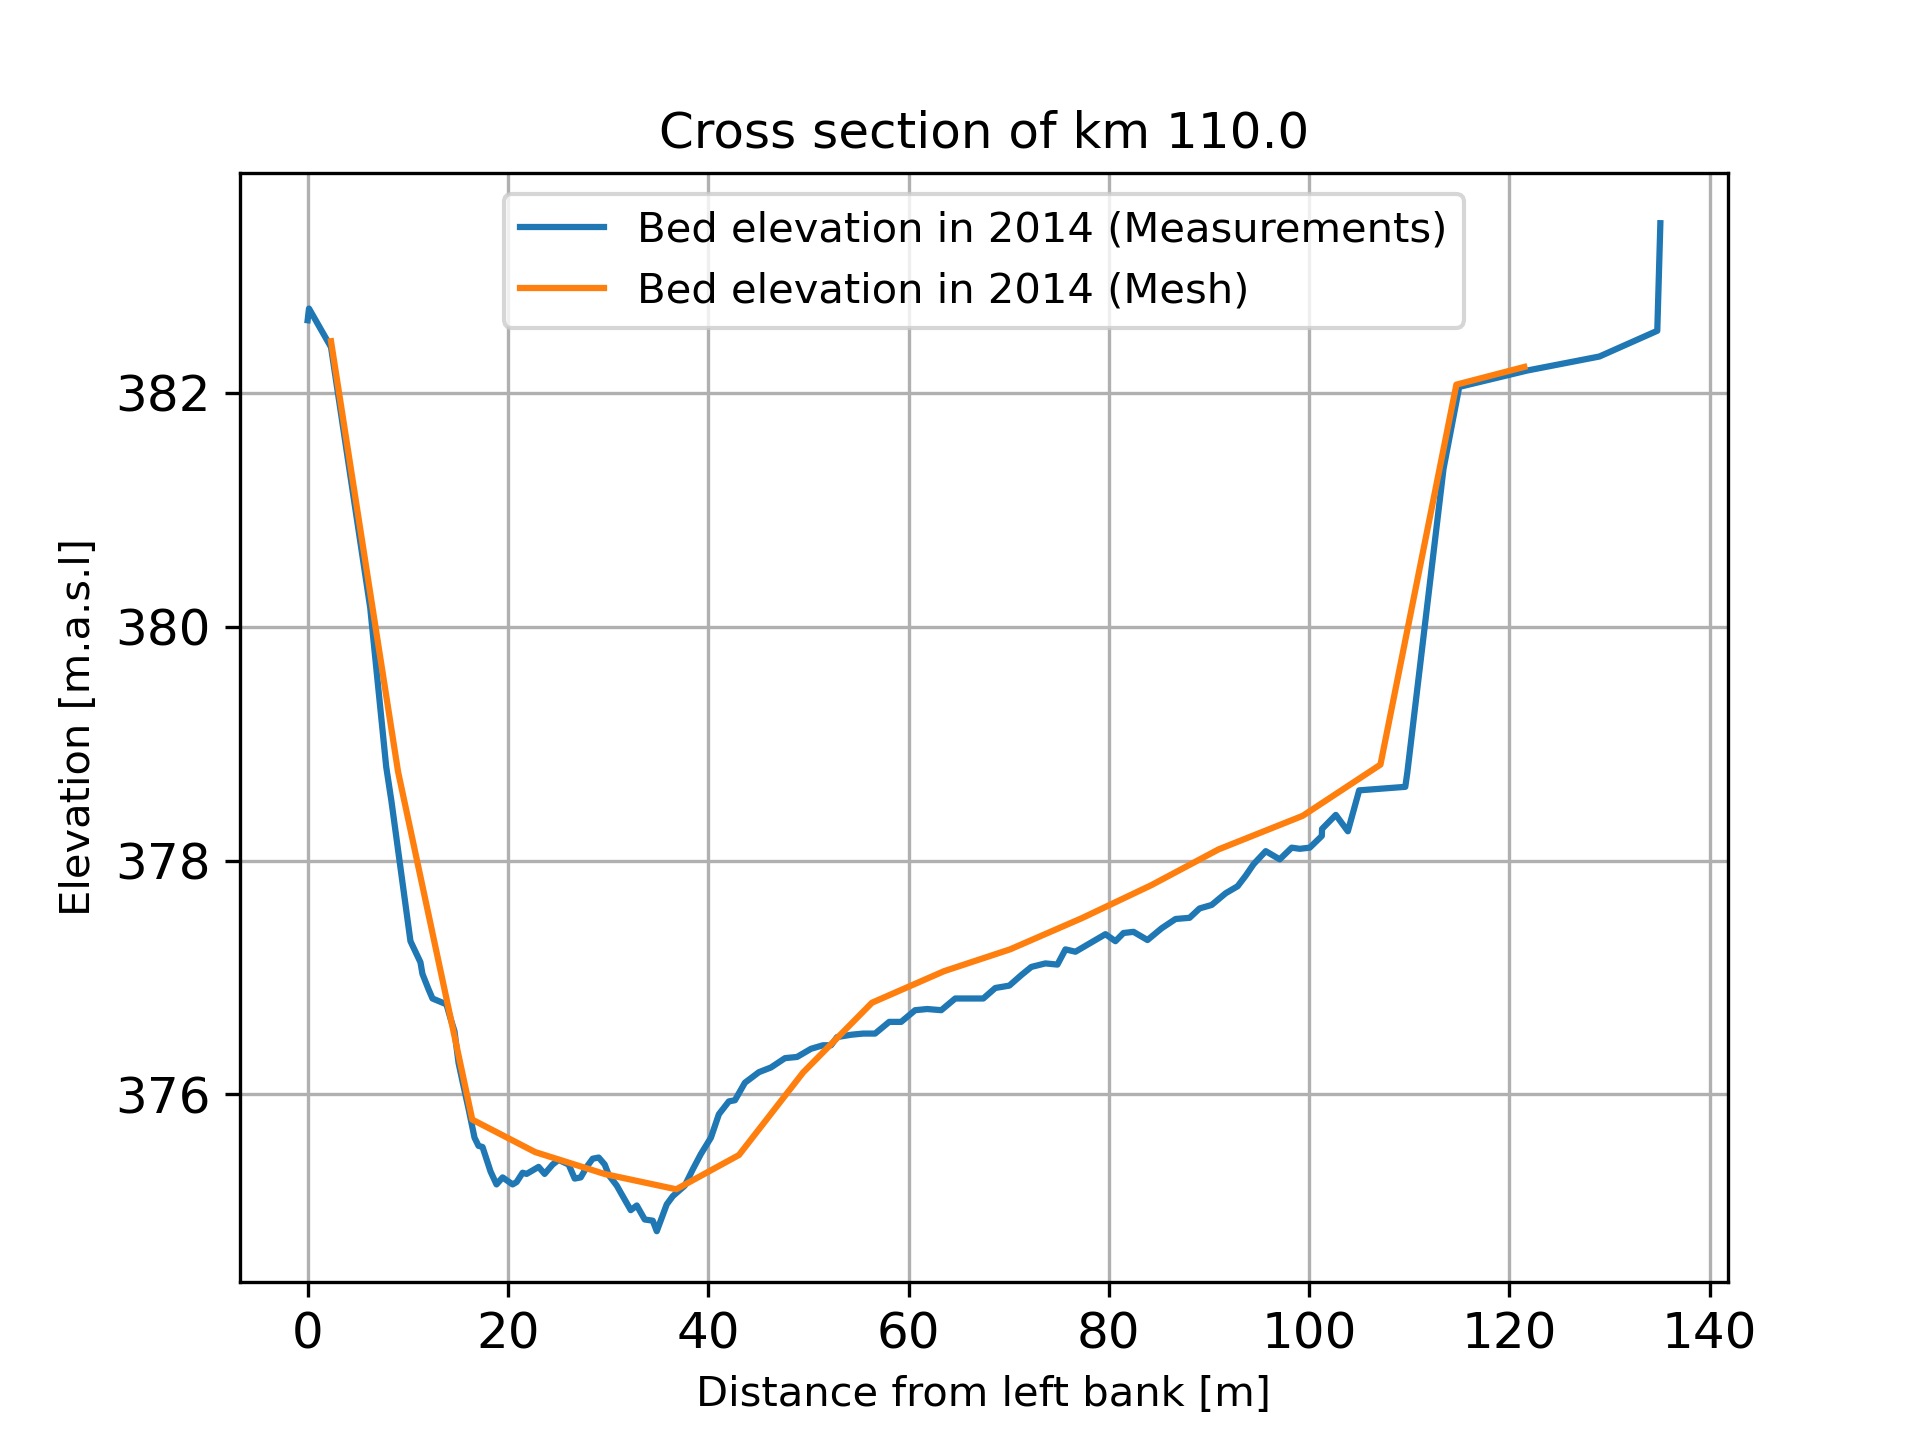 Cross section of km 110.0
Bed elevation in 2014 (Measurements)
Bed elevation in 2014 (Mesh)
Elevation [m.a.s.l]
382
380
378
376
0 20 40 60 80 100 120 140
Distance from left bank [m]